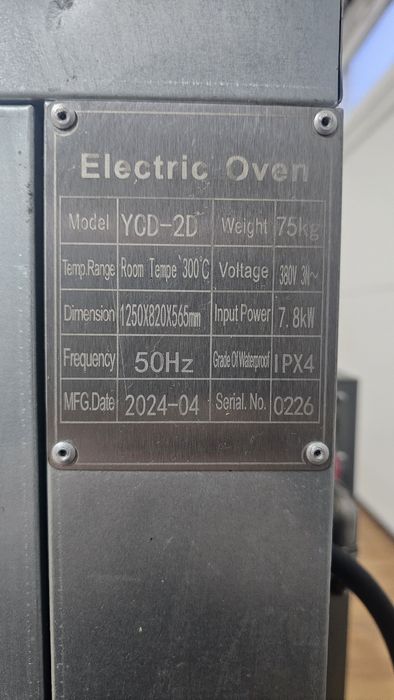 Electric Oven
Model YCD-2D Weight 75kg
Temp.Range Room Tempe~300℃ Voltage 380V 3N~
Dimension 1250X820X565mm Input Power 7.8kW
Frequency 50Hz Grade Of Waterproof IPX4
MFG.Date 2024-04 Serial. No. 0226